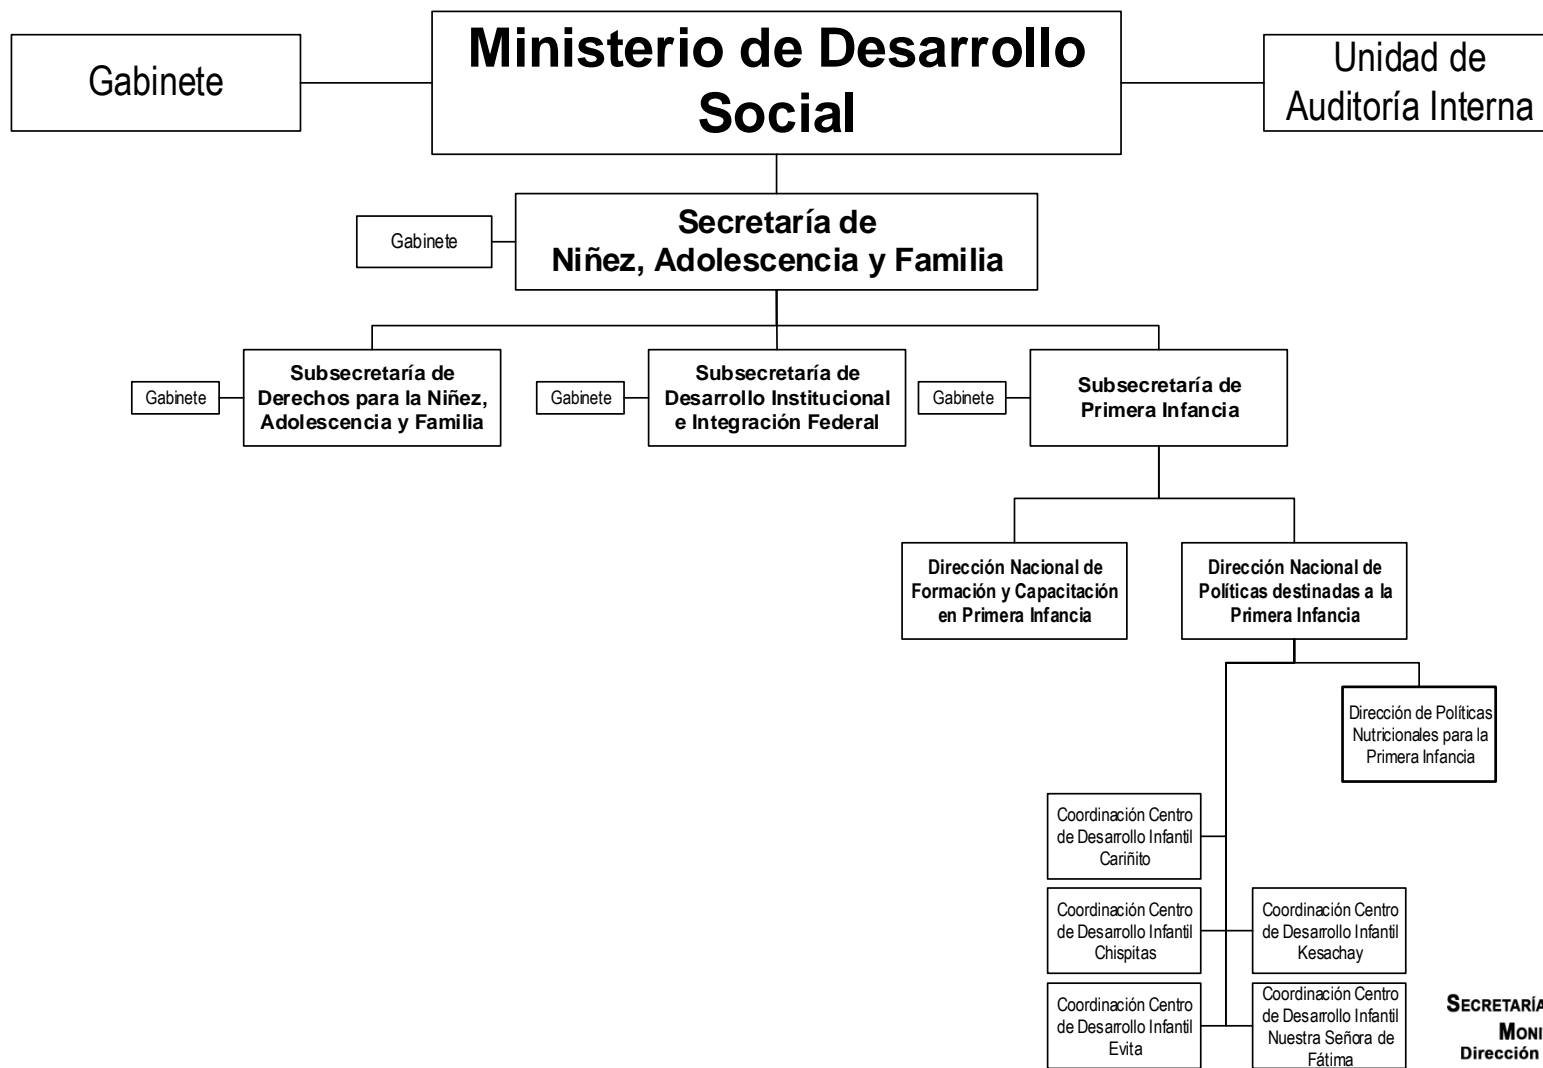 Gabinete
Ministerio de Desarrollo
Social
Unidad de
Auditoría Interna
Gabinete
Secretaría de
Niñez, Adolescencia y Familia
Gabinete
Subsecretaría de
Derechos para la Niñez,
Adolescencia y Familia
Gabinete
Subsecretaría de
Desarrollo Institucional
e Integración Federal
Gabinete
Subsecretaría de
Primera Infancia
Dirección Nacional de
Formación y Capacitación
en Primera Infancia
Dirección Nacional de
Políticas destinadas a la
Primera Infancia
Dirección de Políticas
Nutricionales para la
Primera Infancia
Coordinación Centro
de Desarrollo Infantil
Cariñito
Coordinación Centro
de Desarrollo Infantil
Chispitas
Coordinación Centro
de Desarrollo Infantil
Kesachay
Coordinación Centro
de Desarrollo Infantil
Evita
Coordinación Centro
de Desarrollo Infantil
Nuestra Señora de
Fátima
SECRETARÍA
MONI
Dirección